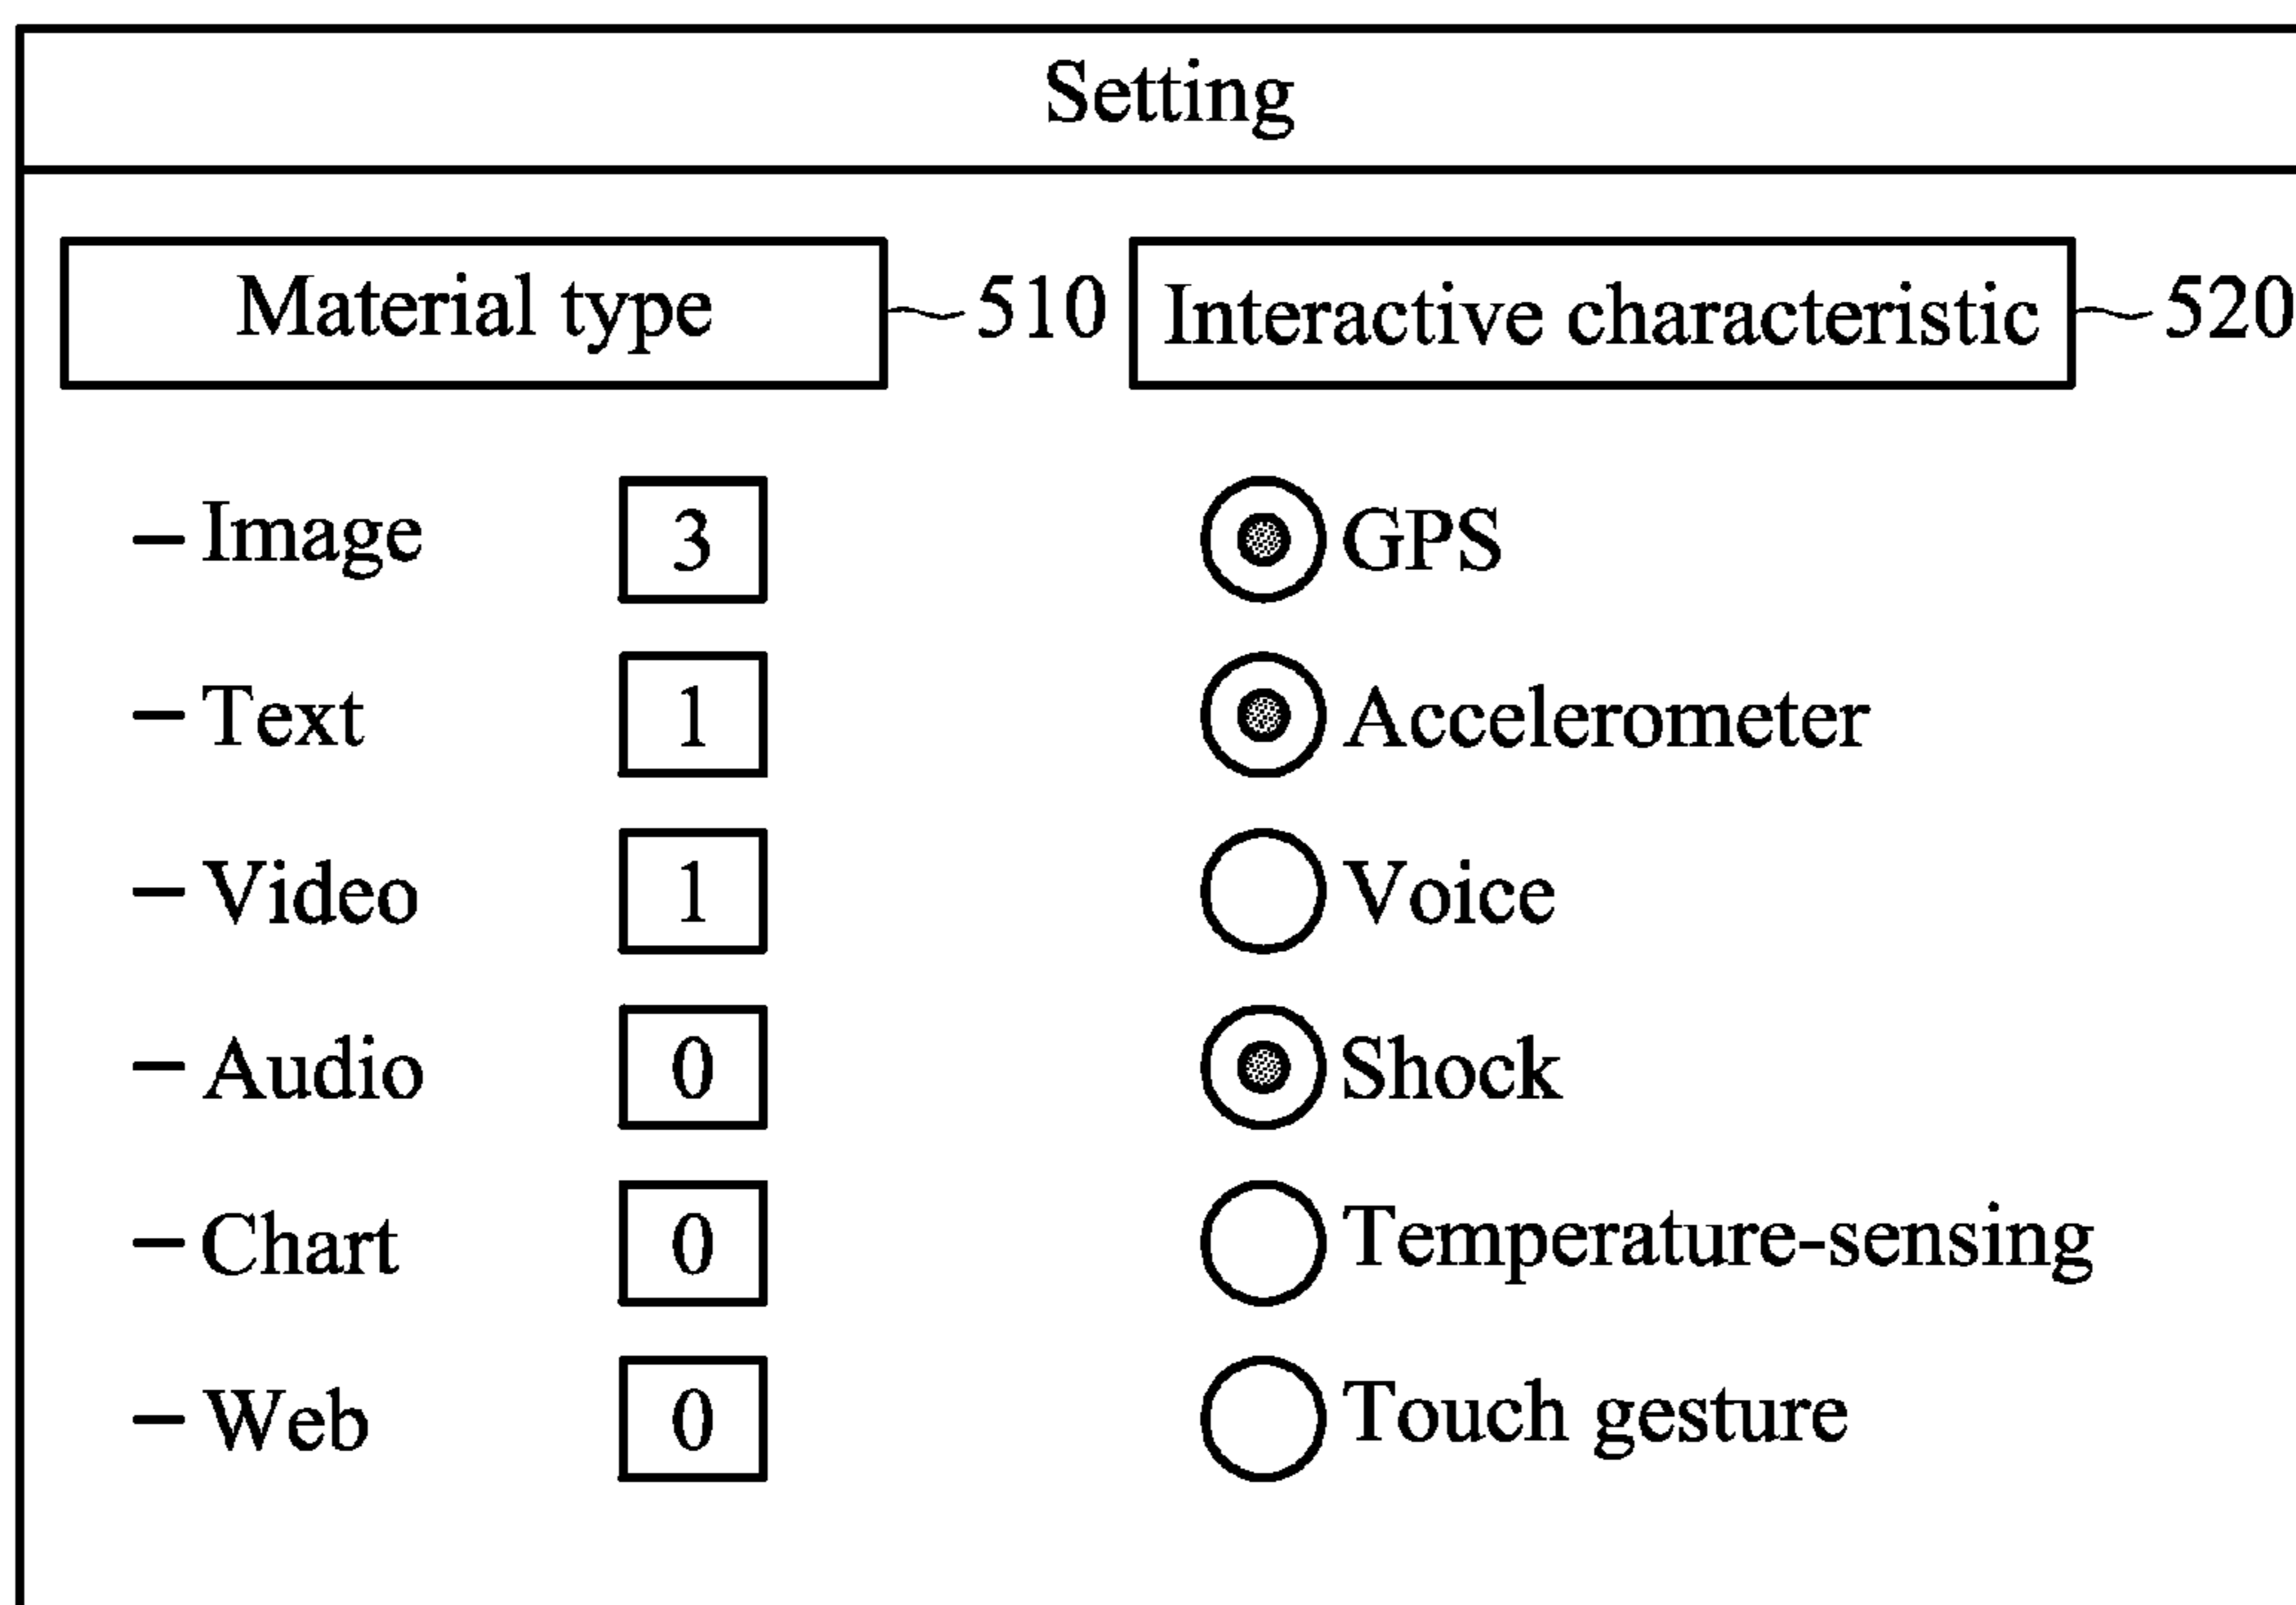 Setting
Material type 510 Interactive characteristic 520
Image 3 GPS
Text 1 Accelerometer
Video 1 Voice
Audio 0 Shock
Chart 0 Temperature-sensing
Web 0 Touch gesture